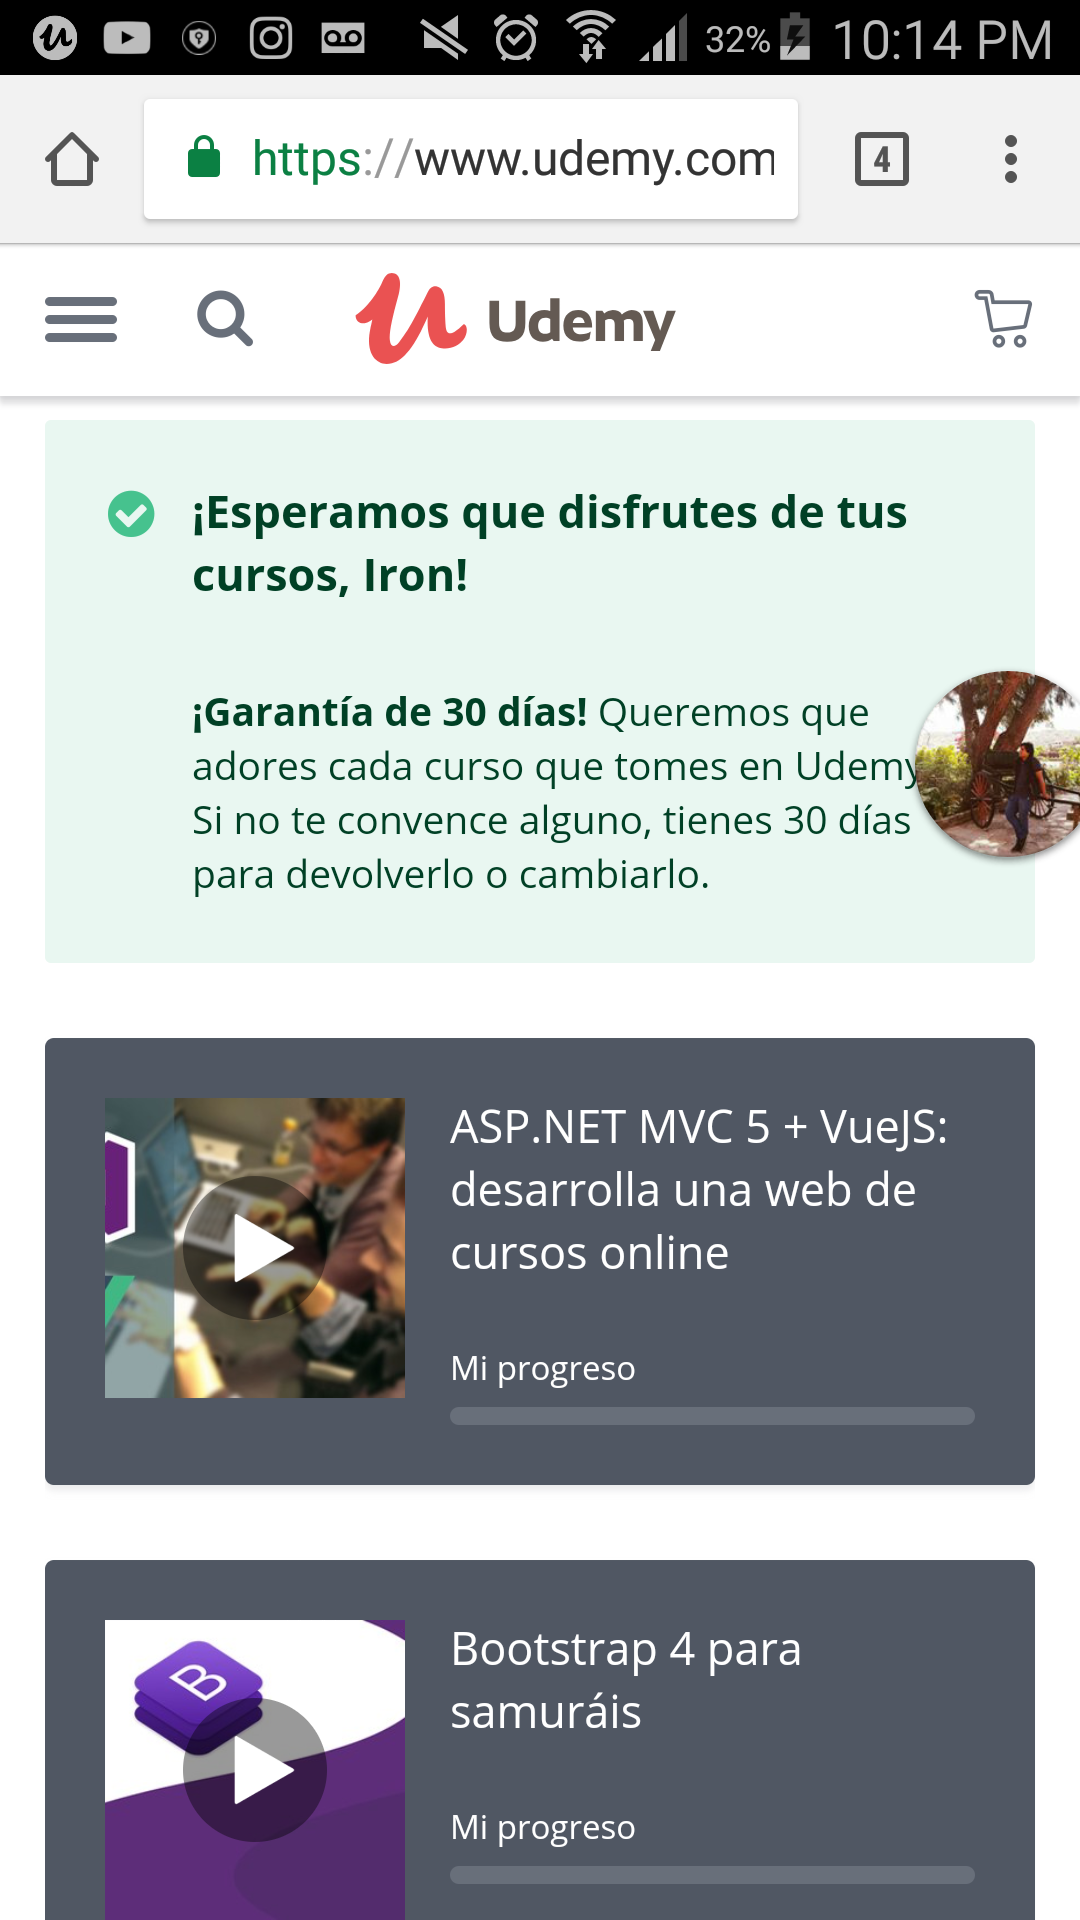 32% 10:14 PM
https://www.udemy.com
4
Udemy
¡Esperamos que disfrutes de tus
cursos, Iron!
¡Garantía de 30 días! Queremos que
adores cada curso que tomes en Udemy
Si no te convence alguno, tienes 30 días
para devolverlo o cambiarlo.
ASP.NET MVC 5 + VueJS:
desarrolla una web de
cursos online
Mi progreso
B
Bootstrap 4 para
samuráis
Mi progreso